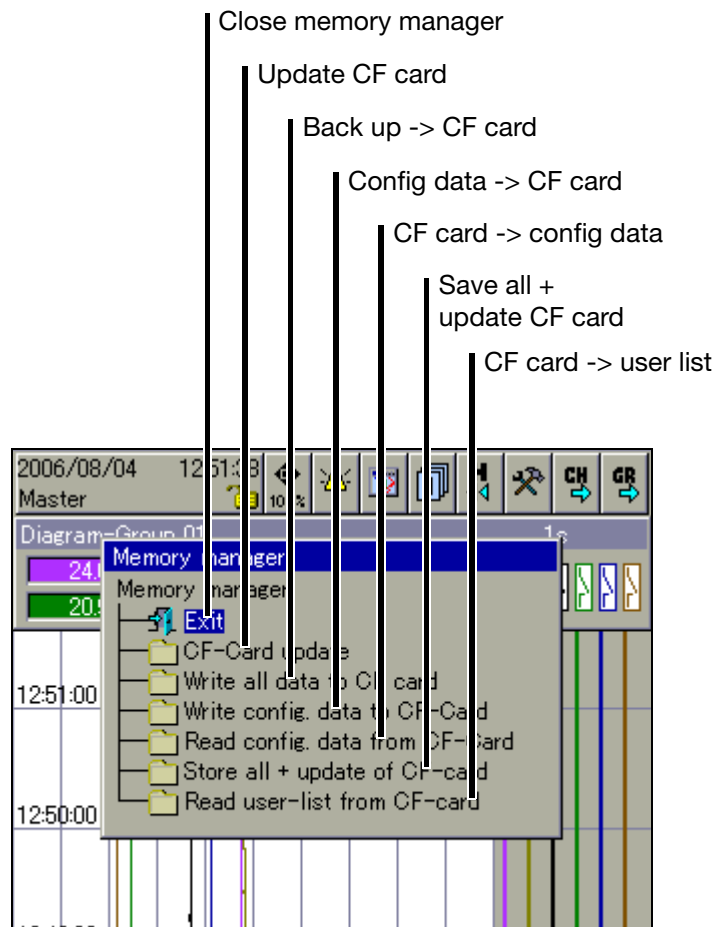 Close memory manager
Update CF card
Back up -> CF card
Config data -> CF card
CF card -> config data
Save all +
update CF card
CF card -> user list
2006/08/04 12:51:38
Master
100%
CH
GR
Diagram-Group 01
1s
Memory manager
Memory manager
Exit
CF-Card update
Write all data to CF card
Write config. data to CF-Card
Read config. data from CF-Card
Store all + update of CF-card
Read user-list from CF-card
12:51:00
12:50:00